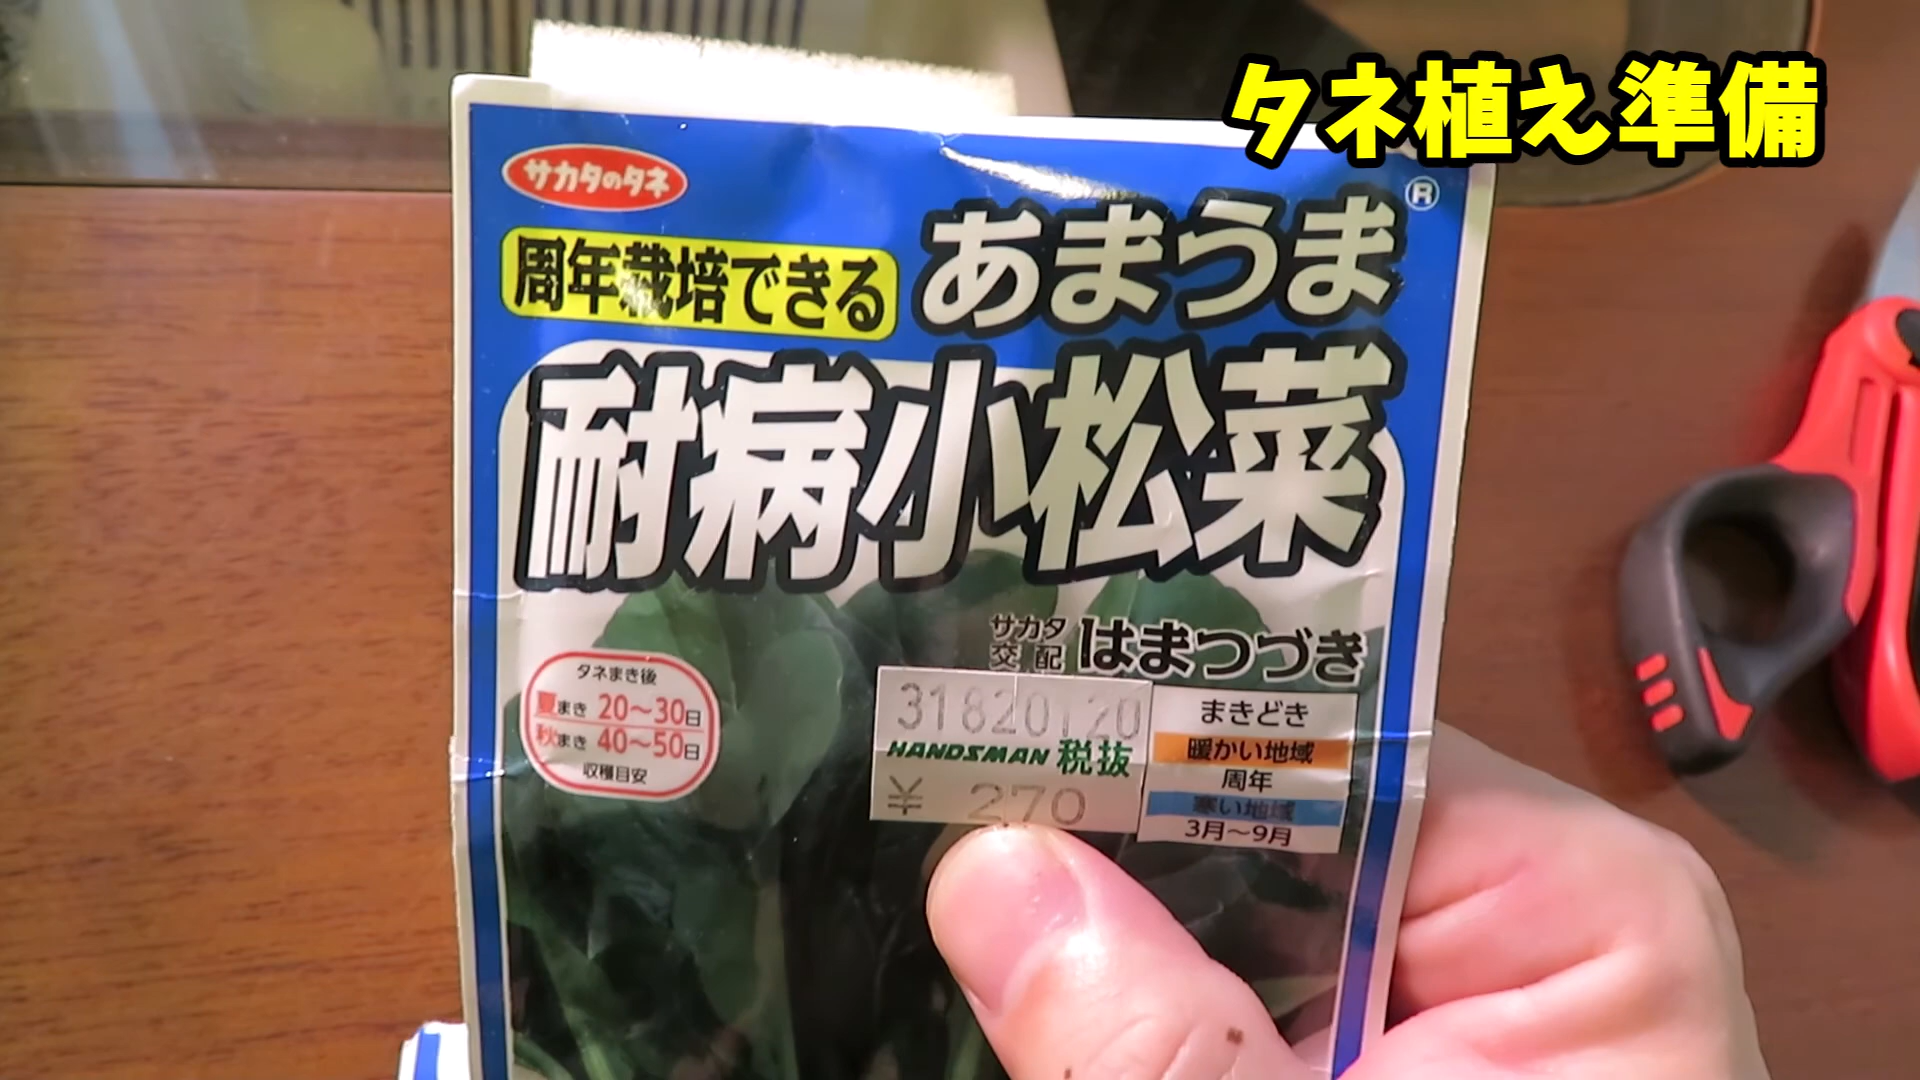 タネ植え準備
サカタのタネ
周年栽培できる
あまうま®
耐病小松菜
サカタ
交配
はまつづき
タネまき後
夏まき 20～30日
秋まき 40～50日
収穫目安
31820120
HANDSMAN 税抜
¥ 270
まきどき
暖かい地域
周年
寒い地域
3月～9月